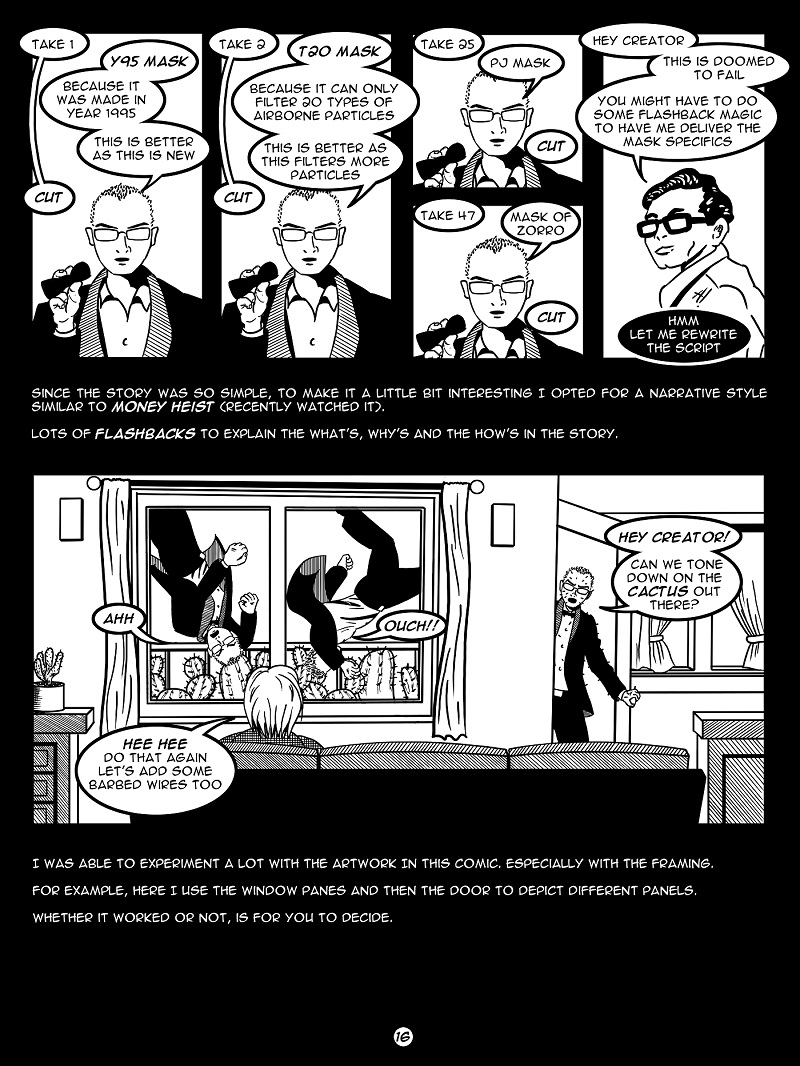 TAKE 1
Y95 MASK
BECAUSE IT
WAS MADE IN
YEAR 1995
THIS IS BETTER
AS THIS IS NEW
CUT
TAKE 2
T20 MASK
BECAUSE IT CAN ONLY
FILTER 20 TYPES OF
AIRBORNE PARTICLES
THIS IS BETTER AS
THIS FILTERS MORE
PARTICLES
CUT
TAKE 25
PJ MASK
CUT
TAKE 47
MASK OF
ZORRO
CUT
HEY CREATOR
THIS IS DOOMED
TO FAIL
YOU MIGHT HAVE TO DO
SOME FLASHBACK MAGIC
TO HAVE ME DELIVER THE
MASK SPECIFICS
HMM
LET ME REWRITE
THE SCRIPT
SINCE THE STORY WAS SO SIMPLE, TO MAKE IT A LITTLE BIT INTERESTING I OPTED FOR A NARRATIVE STYLE
SIMILAR TO MONEY HEIST (RECENTLY WATCHED IT).
LOTS OF FLASHBACKS TO EXPLAIN THE WHAT'S, WHY'S AND THE HOW'S IN THE STORY.
AHH
OUCH!!
HEE HEE
DO THAT AGAIN
LET'S ADD SOME
BARBED WIRES TOO
HEY CREATOR!
CAN WE TONE
DOWN ON THE
CACTUS OUT
THERE?
I WAS ABLE TO EXPERIMENT A LOT WITH THE ARTWORK IN THIS COMIC. ESPECIALLY WITH THE FRAMING.
FOR EXAMPLE, HERE I USE THE WINDOW PANES AND THEN THE DOOR TO DEPICT DIFFERENT PANELS.
WHETHER IT WORKED OR NOT, IS FOR YOU TO DECIDE.
16